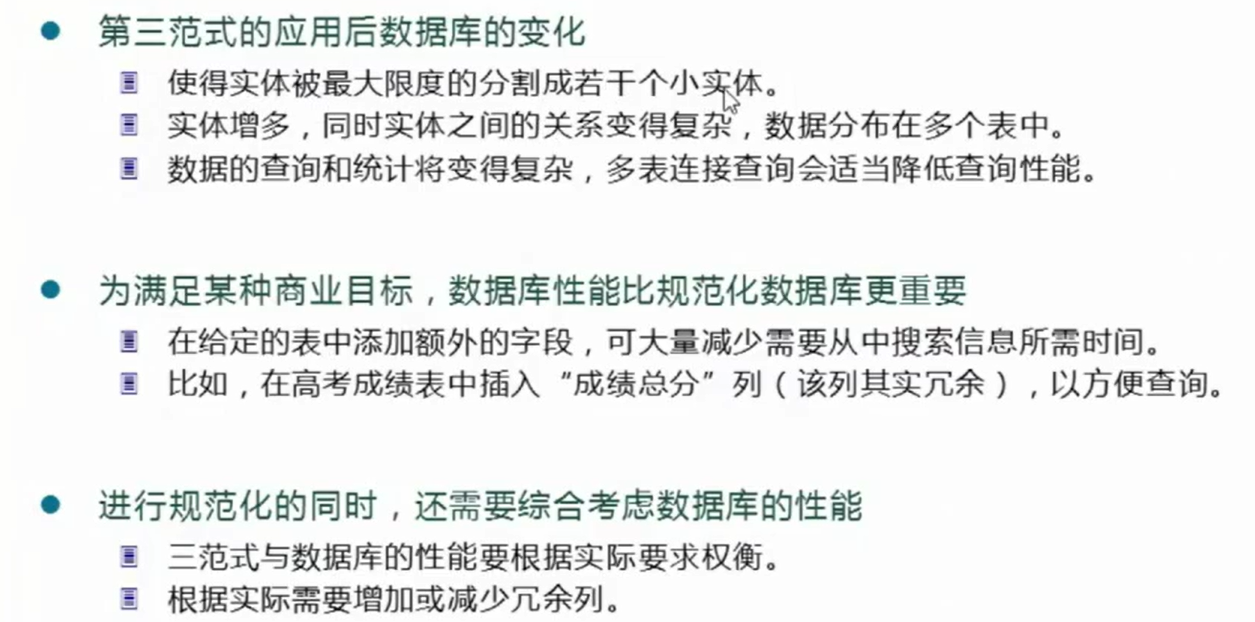 第三范式的应用后数据库的变化
使得实体被最大限度的分割成若干个小实体。
实体增多，同时实体之间的关系变得复杂，数据分布在多个表中。
数据的查询和统计将变得复杂，多表连接查询会适当降低查询性能。
为满足某种商业目标，数据库性能比规范化数据库更重要
在给定的表中添加额外的字段，可大量减少需要从中搜索信息所需时间。
比如，在高考成绩表中插入“成绩总分”列（该列其实冗余），以方便查询。
进行规范化的同时，还需要综合考虑数据库的性能
三范式与数据库的性能要根据实际要求权衡。
根据实际需要增加或减少冗余列。